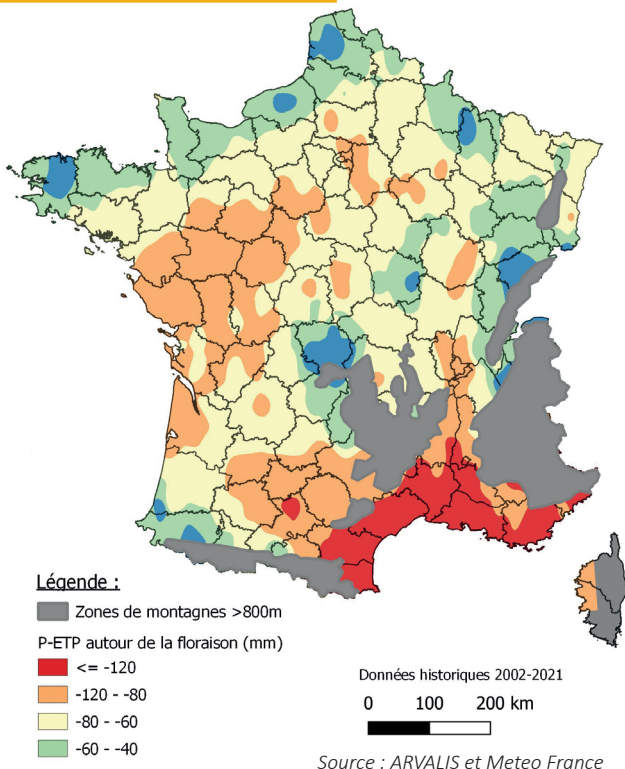 Légende :
Zones de montagnes >800m
P-ETP autour de la floraison (mm)
<= -120
-120 - -80
-80 - -60
-60 - -40
Données historiques 2002-2021
0 100 200 km
Source : ARVALIS et Meteo France